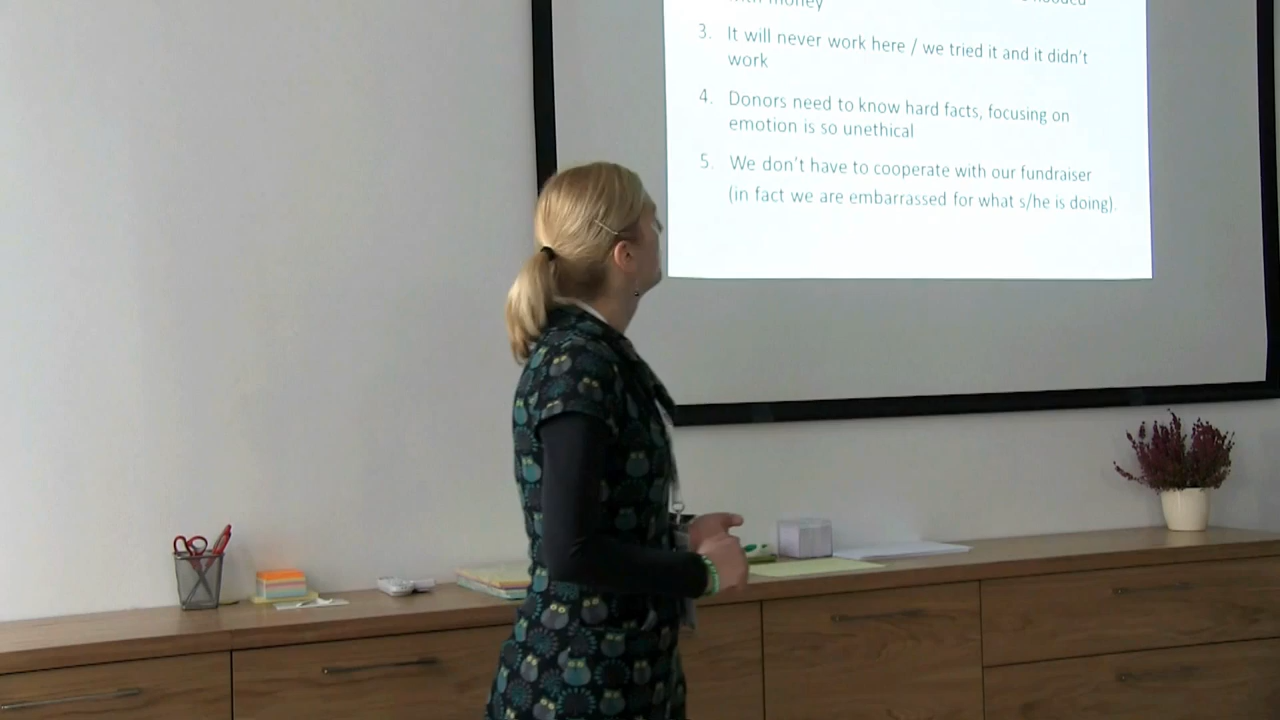 with money
3. It will never work here / we tried it and it didn't
work
4. Donors need to know hard facts, focusing on
emotion is so unethical
5. We don't have to cooperate with our fundraiser
(in fact we are embarrassed for what s/he is doing).